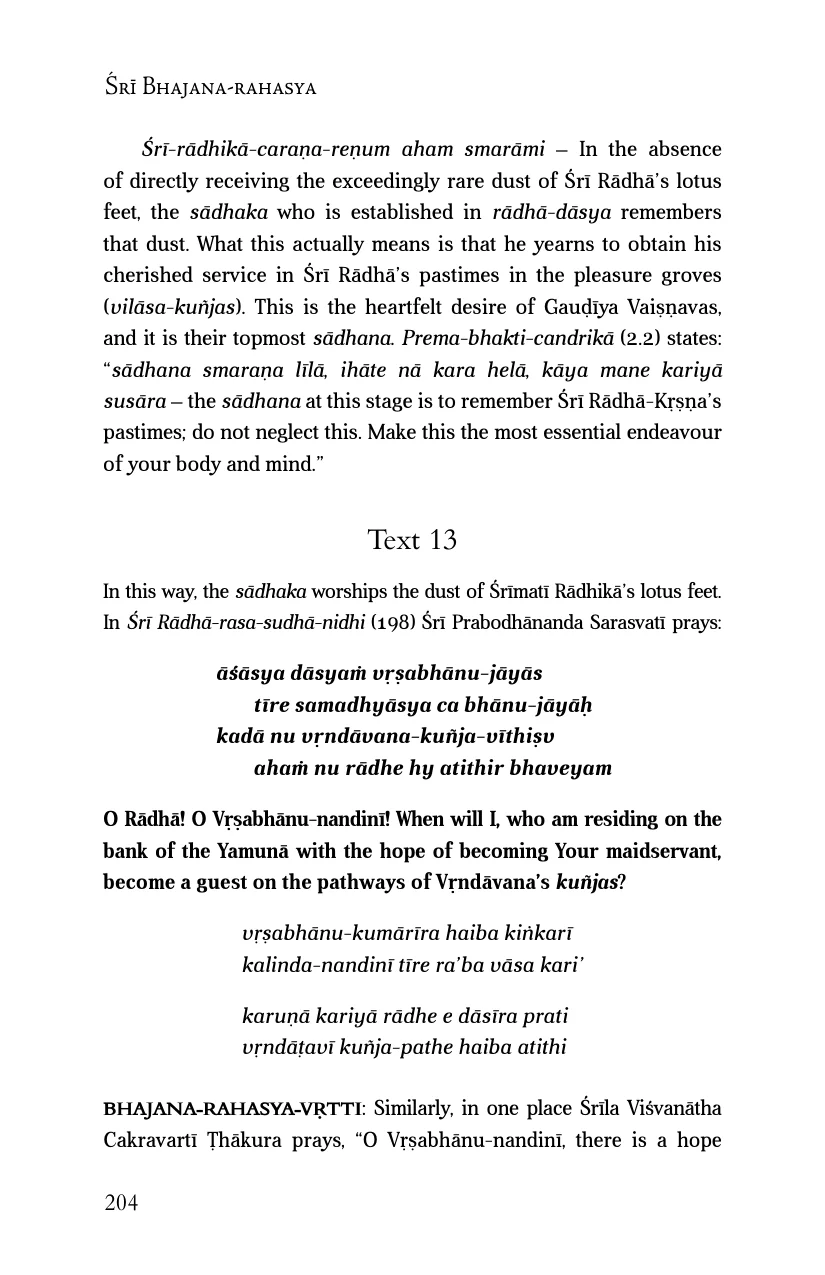 Śrī Bhajana-rahasya
Śrī-rādhikā-caraṇa-reṇum aham smarāmi – In the absence
of directly receiving the exceedingly rare dust of Śrī Rādhā’s lotus
feet, the sādhaka who is established in rādhā-dāsya remembers
that dust. What this actually means is that he yearns to obtain his
cherished service in Śrī Rādhā’s pastimes in the pleasure groves
(vilāsa-kuñjas). This is the heartfelt desire of Gauḍīya Vaiṣṇavas,
and it is their topmost sādhana. Prema-bhakti-candrikā (2.2) states:
“sādhana smaraṇa līlā, ihāte nā kara helā, kāya mane kariyā
susāra – the sādhana at this stage is to remember Śrī Rādhā-Kṛṣṇa’s
pastimes; do not neglect this. Make this the most essential endeavour
of your body and mind.”
Text 13
In this way, the sādhaka worships the dust of Śrīmatī Rādhikā’s lotus feet.
In Śrī Rādhā-rasa-sudhā-nidhi (198) Śrī Prabodhānanda Sarasvatī prays:
āśāsya dāsyaṁ vṛṣabhānu-jāyās
tīre samadhyāsya ca bhānu-jāyāḥ
kadā nu vṛndāvana-kuñja-vīthiṣv
ahaṁ nu rādhe hy atithir bhaveyam
O Rādhā! O Vṛṣabhānu-nandinī! When will I, who am residing on the
bank of the Yamunā with the hope of becoming Your maidservant,
become a guest on the pathways of Vṛndāvana’s kuñjas?
vṛṣabhānu-kumārīra haiba kiṅkarī
kalinda-nandinī tīre ra’ba vāsa kari’
karuṇā kariyā rādhe e dāsīra prati
vṛndāṭavī kuñja-pathe haiba atithi
BHAJANA-RAHASYA-VṚTTI: Similarly, in one place Śrīla Viśvanātha
Cakravartī Ṭhākura prays, “O Vṛṣabhānu-nandinī, there is a hope
204